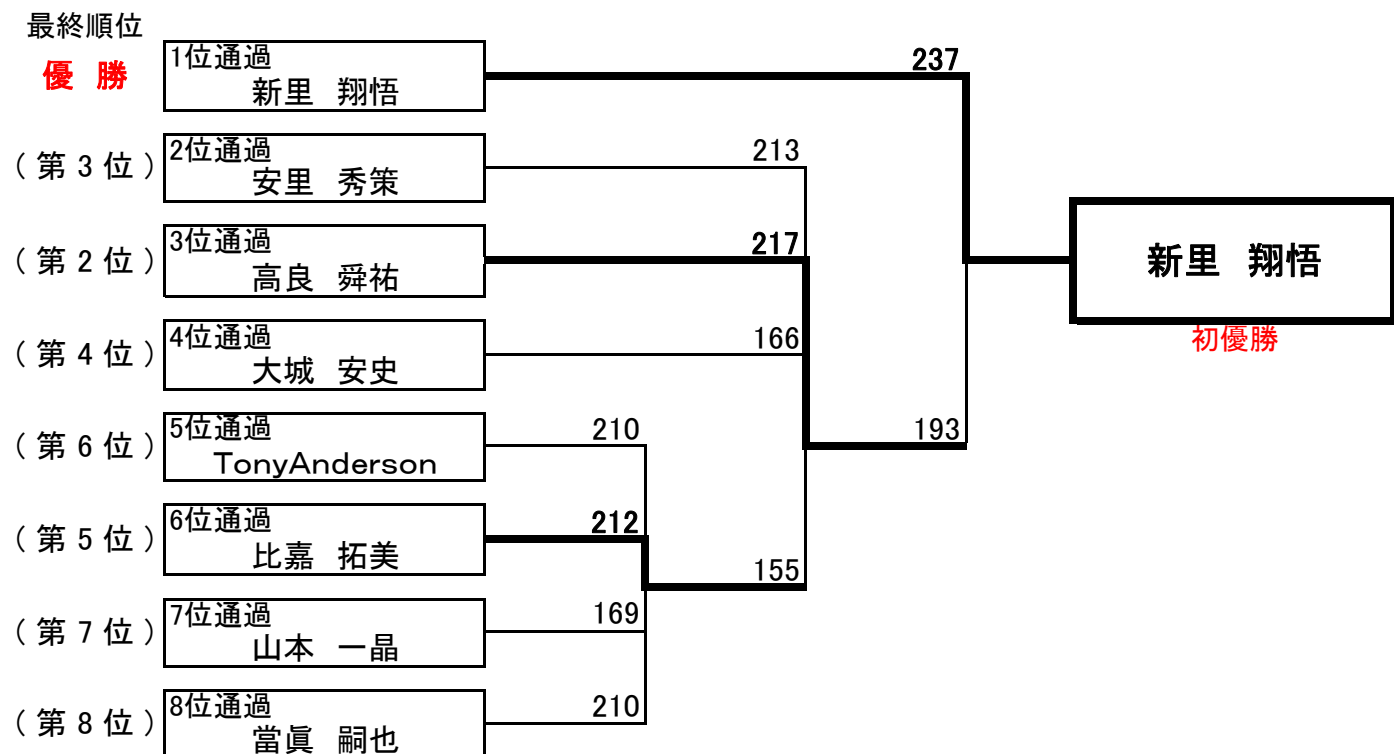 最終順位
優 勝
1位通過
新里 翔悟
237
(第3位)
2位通過
安里 秀策
213
(第2位)
3位通過
高良 舜祐
217
新里 翔悟
初優勝
(第4位)
4位通過
大城 安史
166
(第6位)
5位通過
TonyAnderson
210
193
(第5位)
6位通過
比嘉 拓美
212
155
(第7位)
7位通過
山本 一晶
169
(第8位)
8位通過
當眞 嗣也
210